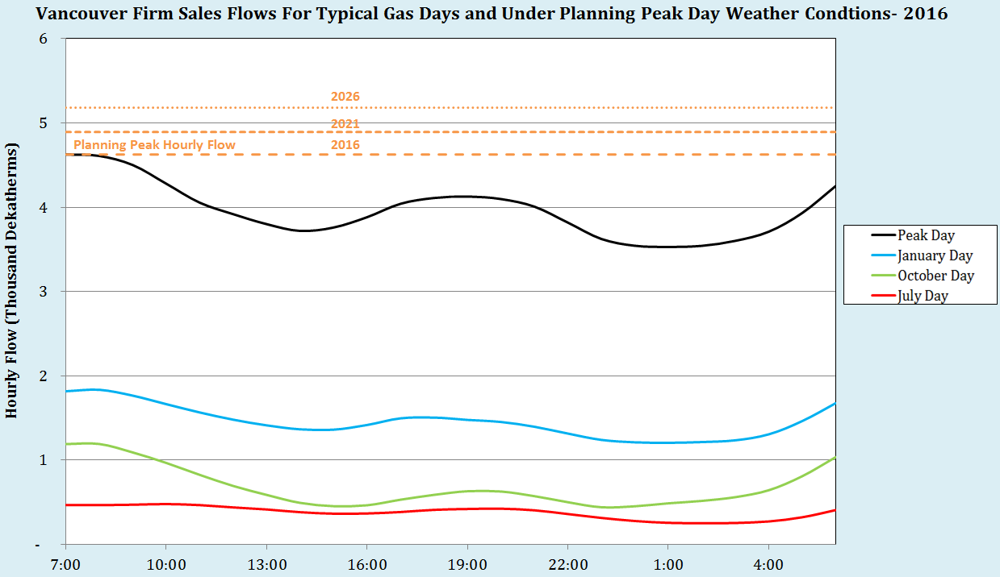 Vancouver Firm Sales Flows For Typical Gas Days and Under Planning Peak Day Weather Condtions- 2016
Hourly Flow (Thousand Dekatherms)
6
5
4
3
2
1
-
2026
2021
Planning Peak Hourly Flow 2016
Peak Day
January Day
October Day
July Day
7:00 10:00 13:00 16:00 19:00 22:00 1:00 4:00